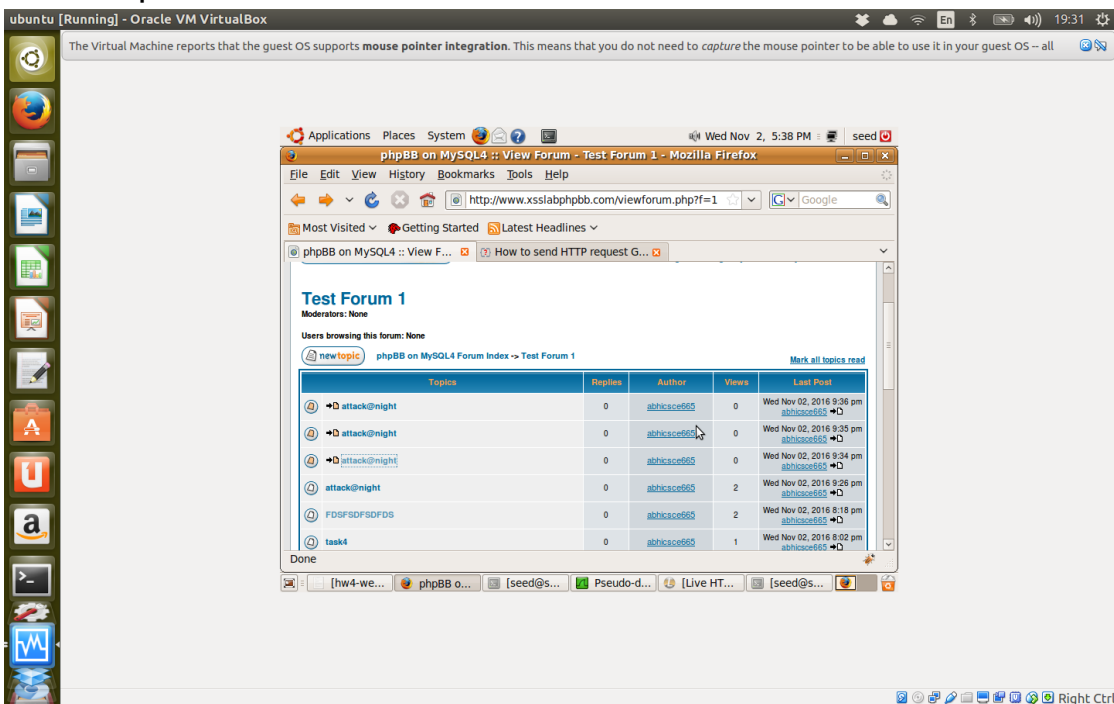 ubuntu [Running] - Oracle VM VirtualBox En 19:31
The Virtual Machine reports that the guest OS supports mouse pointer integration. This means that you do not need to capture the mouse pointer to be able to use it in your guest OS -- all
Applications Places System Wed Nov 2, 5:38 PM seed
phpBB on MySQL4 :: View Forum - Test Forum 1 - Mozilla Firefox
File Edit View History Bookmarks Tools Help
http://www.xsslabphpbb.com/viewforum.php?f=1 G Google
Most Visited Getting Started Latest Headlines
phpBB on MySQL4 :: View F... How to send HTTP request G...
Test Forum 1
Moderators: None
Users browsing this forum: None
newtopic phpBB on MySQL4 Forum Index -> Test Forum 1 Mark all topics read
Topics Replies Author Views Last Post
attack@night 0 abhicsce665 0 Wed Nov 02, 2016 9:36 pm
abhicsce665
attack@night 0 abhicsce665 0 Wed Nov 02, 2016 9:35 pm
abhicsce665
attack@night 0 abhicsce665 0 Wed Nov 02, 2016 9:34 pm
abhicsce665
attack@night 0 abhicsce665 2 Wed Nov 02, 2016 9:26 pm
abhicsce665
FDSFSDFSDFDS 0 abhicsce665 2 Wed Nov 02, 2016 8:18 pm
abhicsce665
task4 0 abhicsce665 1 Wed Nov 02, 2016 8:02 pm
abhicsce665
Done
[hw4-we... phpBB o... [seed@s... Pseudo-d... [Live HT... [seed@s...
Right Ctrl